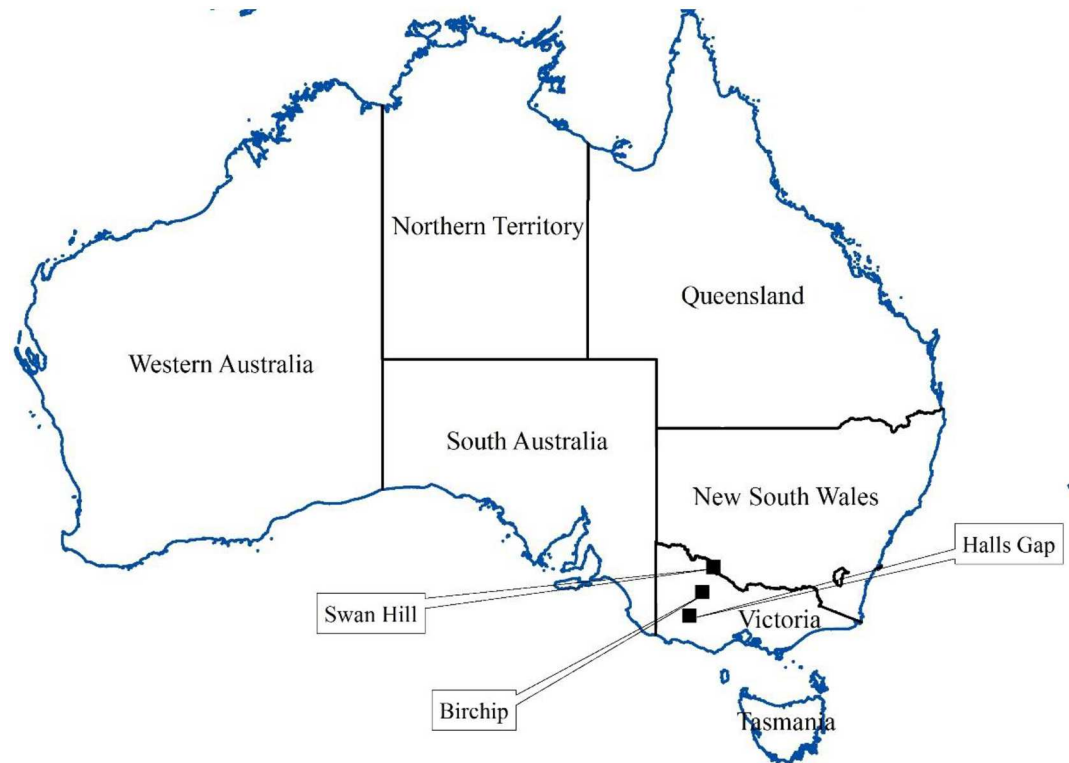 Northern Territory
Queensland
Western Australia
South Australia
New South Wales
Halls Gap
Swan Hill
Victoria
Birchip
Tasmania